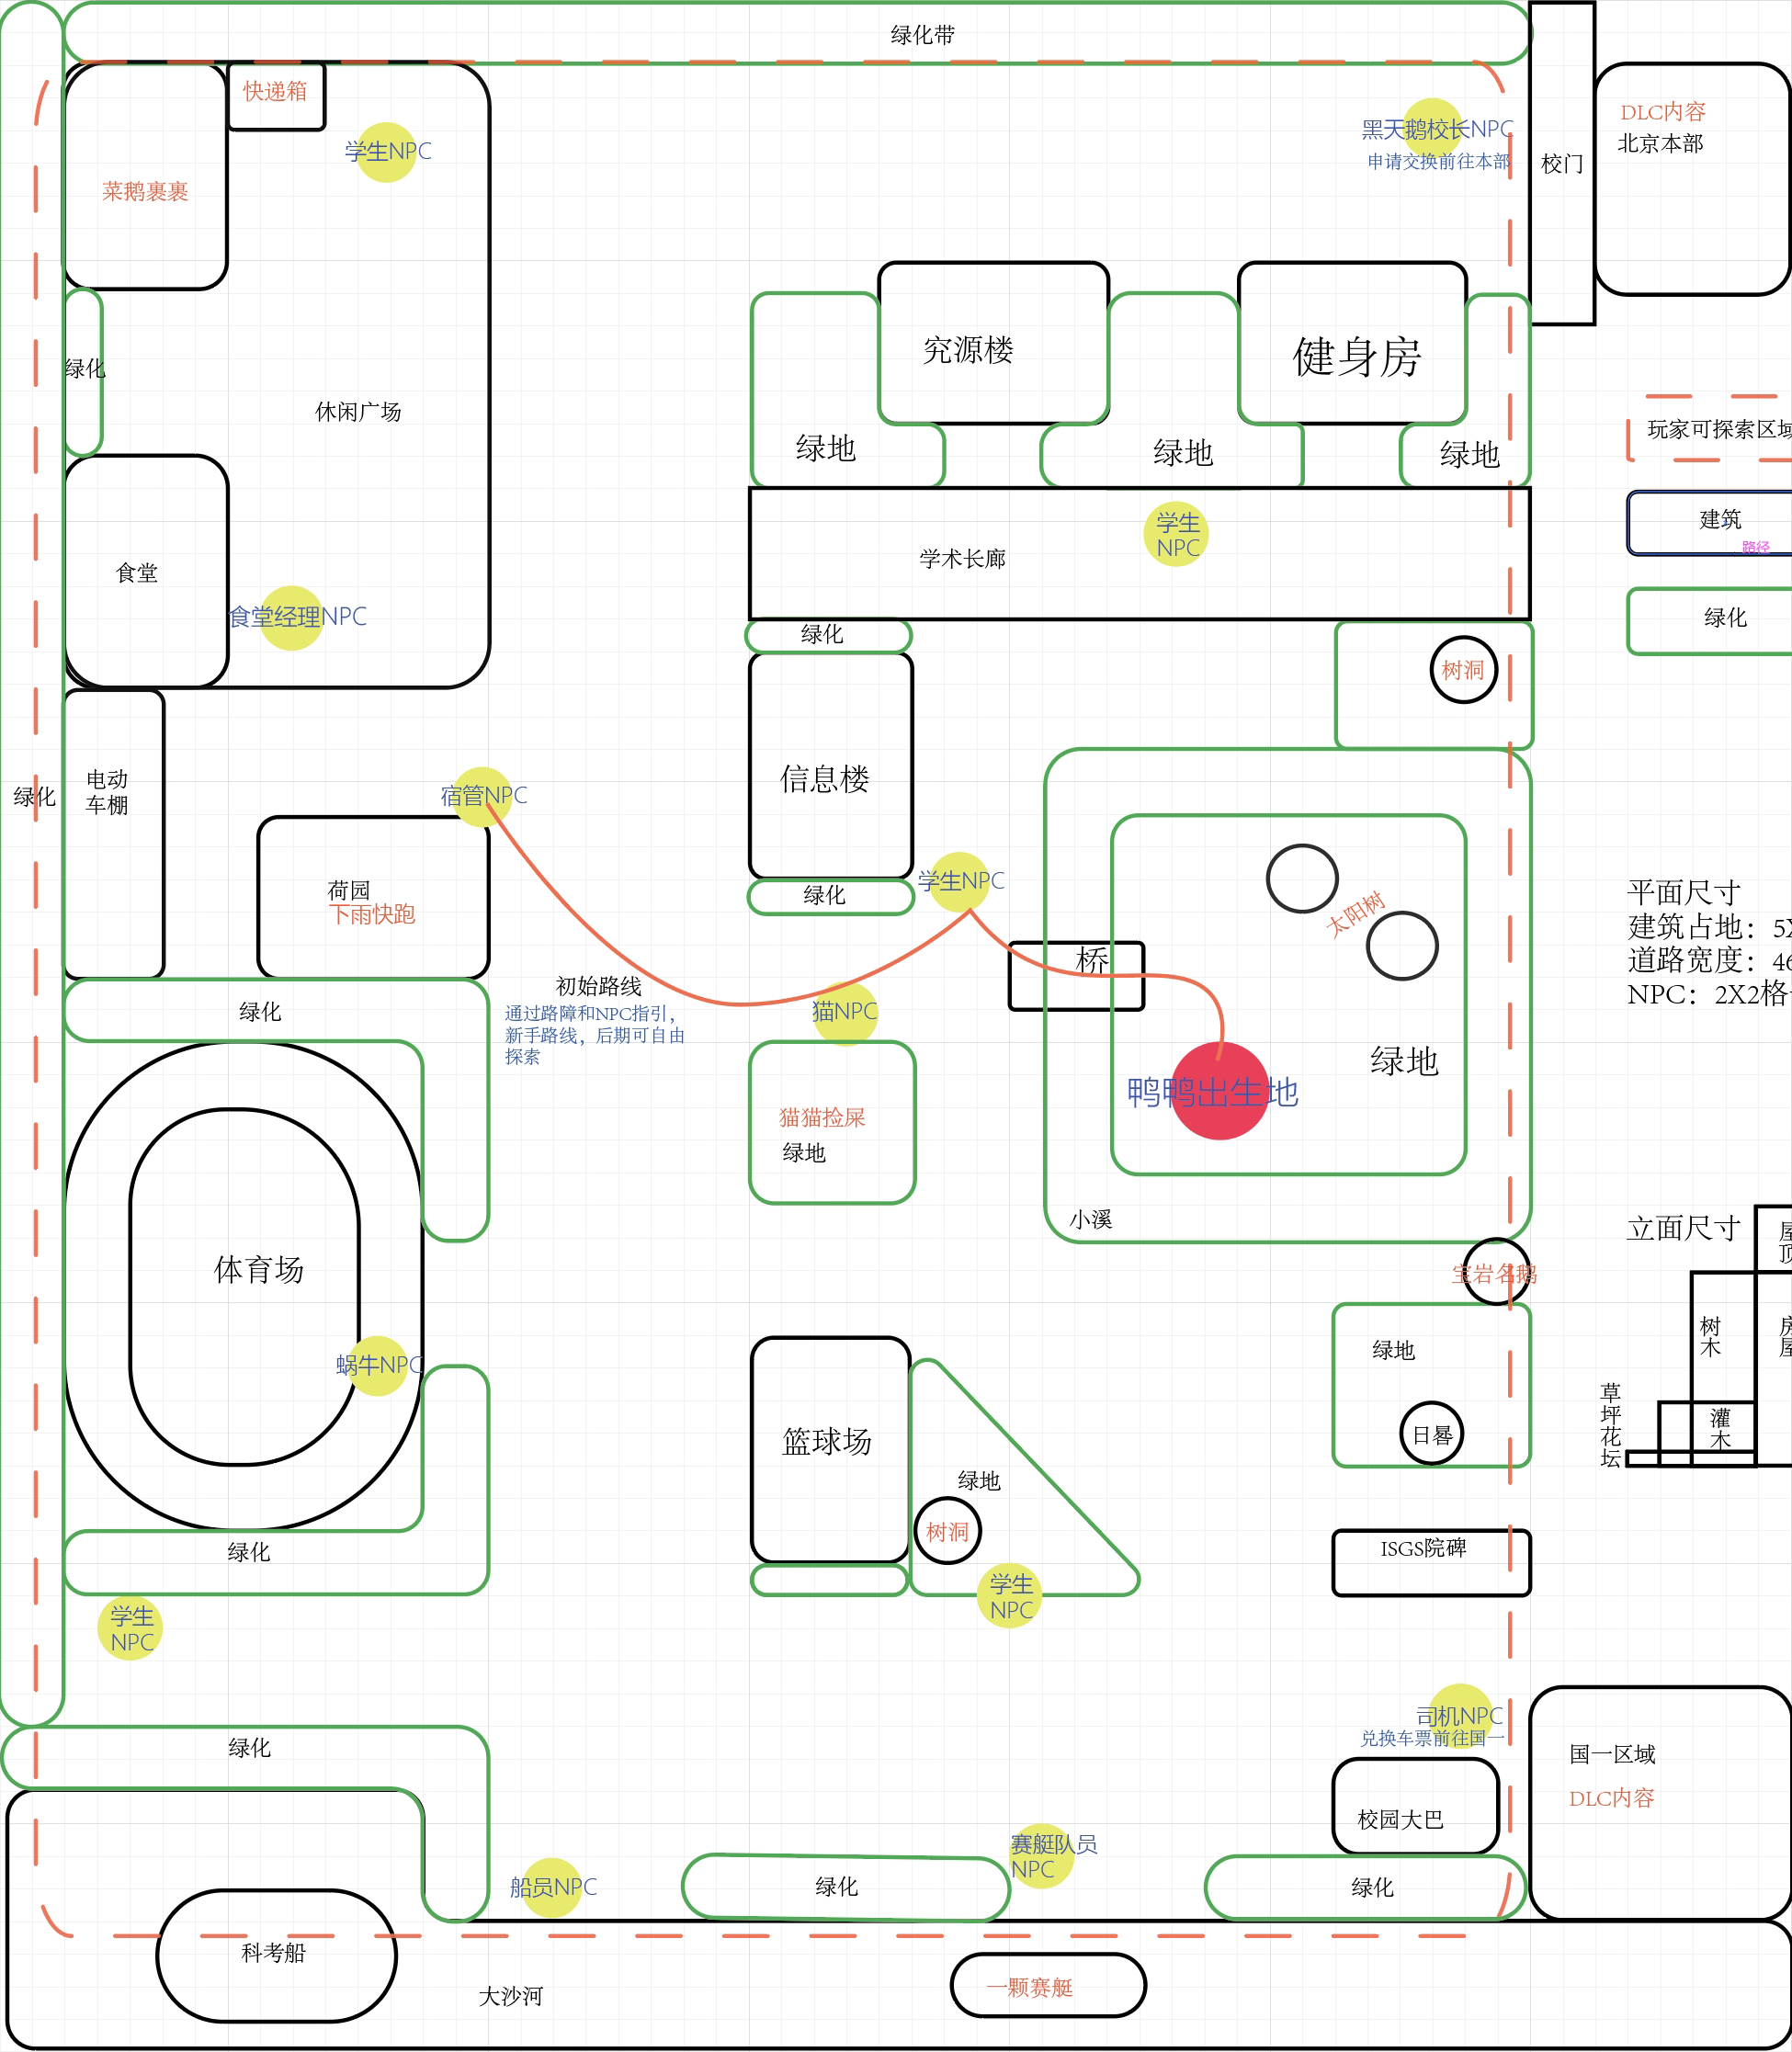 绿化带
快递箱
学生NPC
菜鹅裹裹
黑天鹅校长NPC
申请交换前往本部
校门
DLC内容
北京本部
绿化
休闲广场
究源楼
健身房
绿地
绿地
绿地
玩家可探索区域
学生
NPC
学术长廊
建筑
路径
食堂
食堂经理NPC
绿化
绿化
树洞
电动
车棚
绿化
宿管NPC
信息楼
荷园
下雨快跑
学生NPC
绿化
太阳树
平面尺寸
建筑占地：5X
道路宽度：46
NPC：2X2格
桥
初始路线
通过路障和NPC指引，
新手路线，后期可自由
探索
绿化
猫NPC
绿地
鸭鸭出生地
猫猫捡屎
绿地
小溪
立面尺寸
屋
顶
体育场
宝岩名鹅
树
木
房
屋
绿地
蜗牛NPC
草
坪
花
坛
灌
木
篮球场
日晷
绿地
树洞
ISGS院碑
绿化
学生
NPC
学生
NPC
司机NPC
兑换车票前往国一
绿化
国一区域
DLC内容
校园大巴
赛艇队员
NPC
船员NPC
绿化
绿化
科考船
一颗赛艇
大沙河